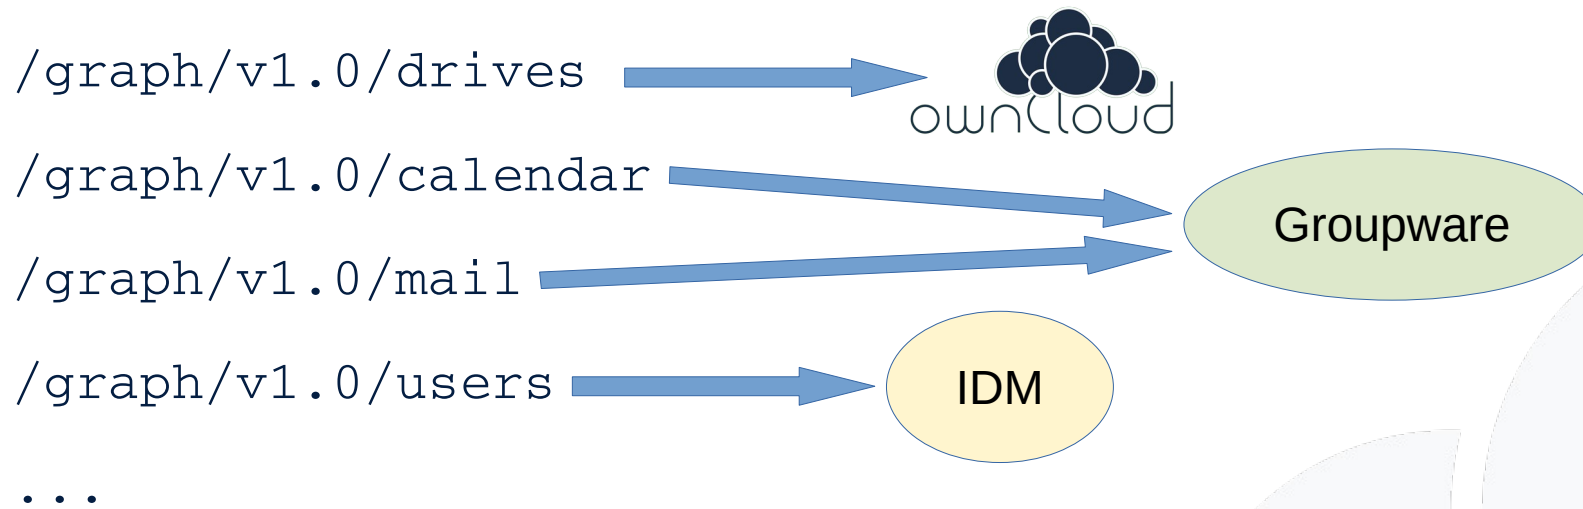 /graph/v1.0/drives
ownCloud
/graph/v1.0/calendar
Groupware
/graph/v1.0/mail
/graph/v1.0/users
IDM
...